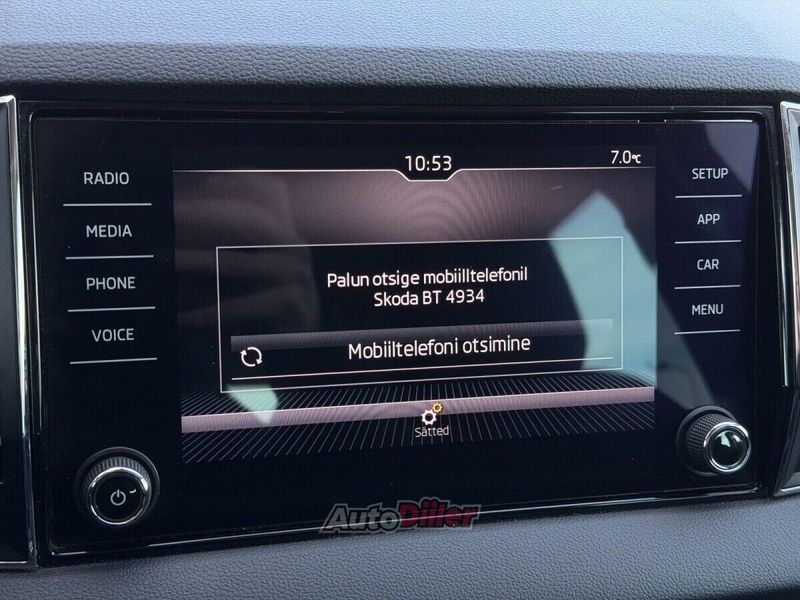 10:53
7.0°C
RADIO
MEDIA
PHONE
VOICE
Palun otsige mobiilltelefonil
Skoda BT 4934
Mobiiltelefoni otsimine
Sätted
SETUP
APP
CAR
MENU
AutoDiiler